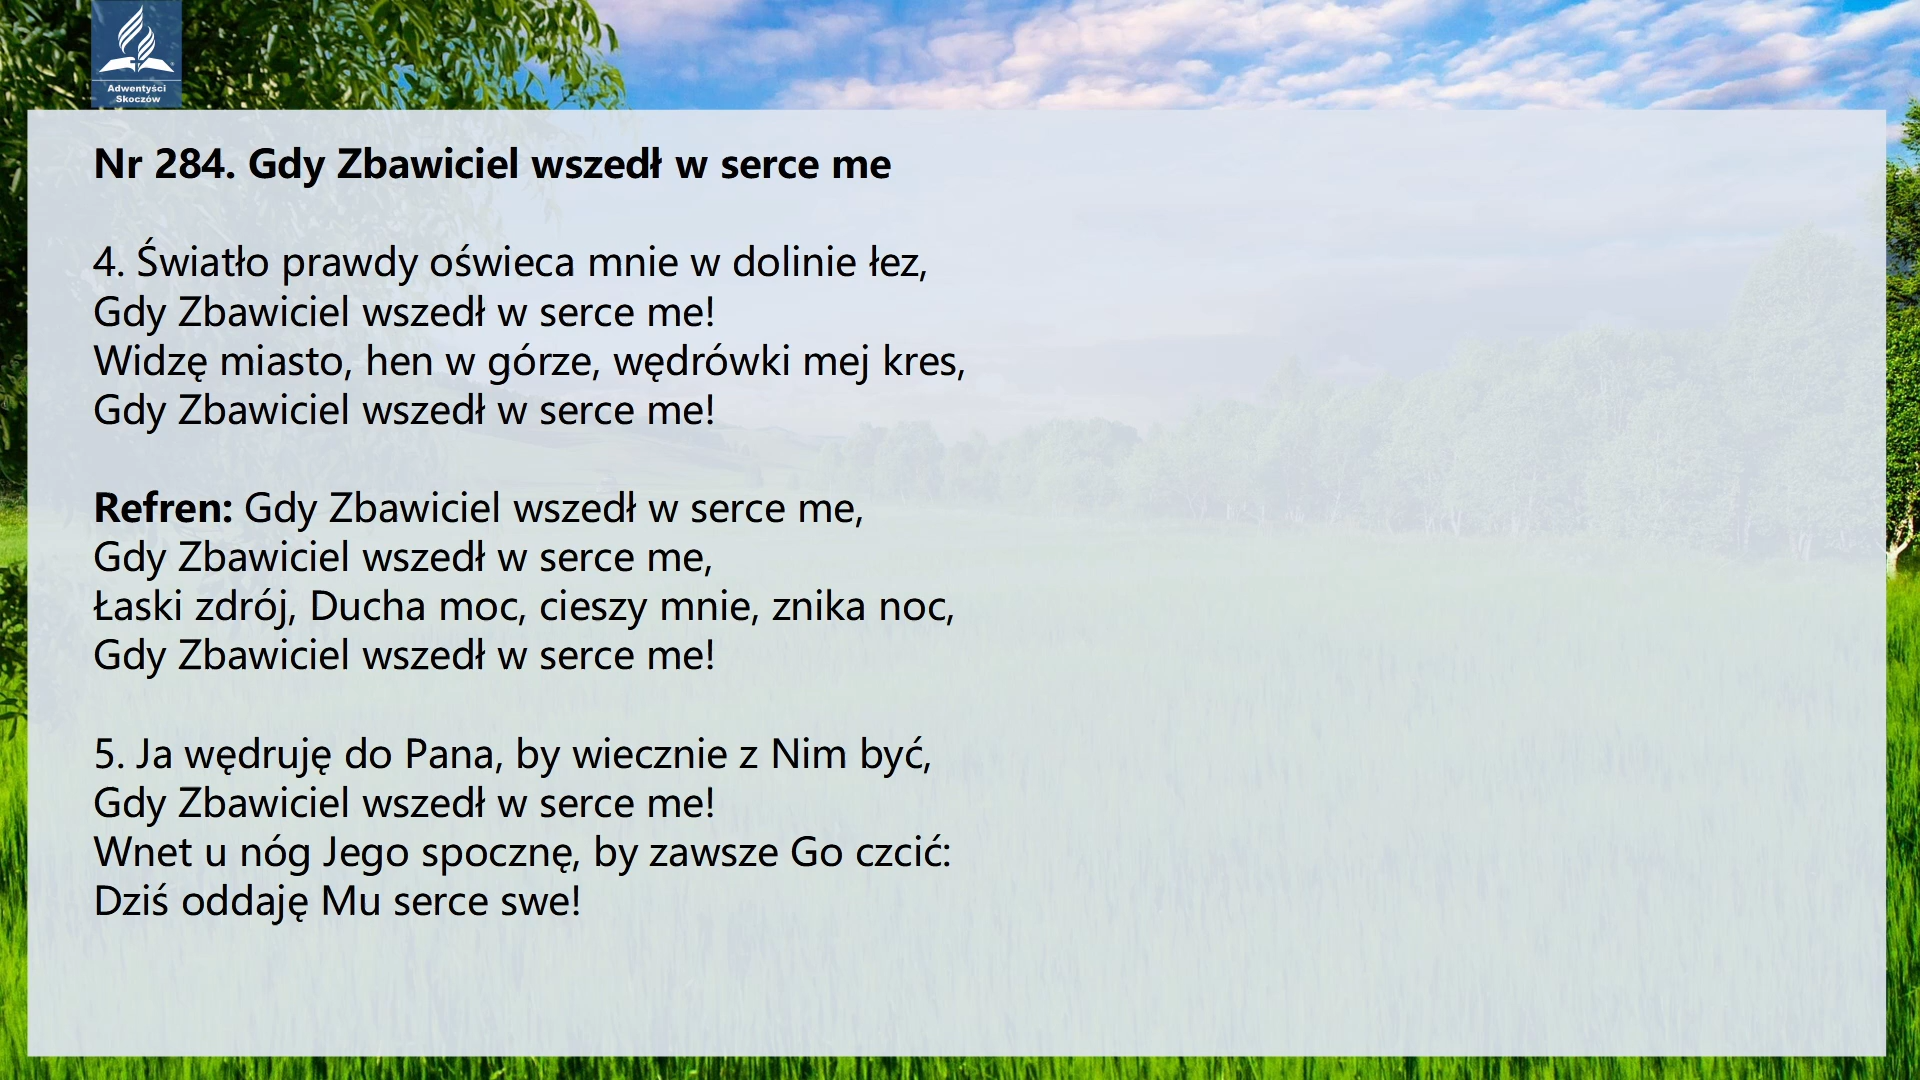 Adwentyści
Skoczów
Nr 284. Gdy Zbawiciel wszedł w serce me
4. Światło prawdy oświeca mnie w dolinie łez,
Gdy Zbawiciel wszedł w serce me!
Widzę miasto, hen w górze, wędrówki mej kres,
Gdy Zbawiciel wszedł w serce me!
Refren: Gdy Zbawiciel wszedł w serce me,
Gdy Zbawiciel wszedł w serce me,
Łaski zdrój, Ducha moc, cieszy mnie, znika noc,
Gdy Zbawiciel wszedł w serce me!
5. Ja wędruję do Pana, by wiecznie z Nim być,
Gdy Zbawiciel wszedł w serce me!
Wnet u nóg Jego spocznę, by zawsze Go czcić:
Dziś oddaję Mu serce swe!